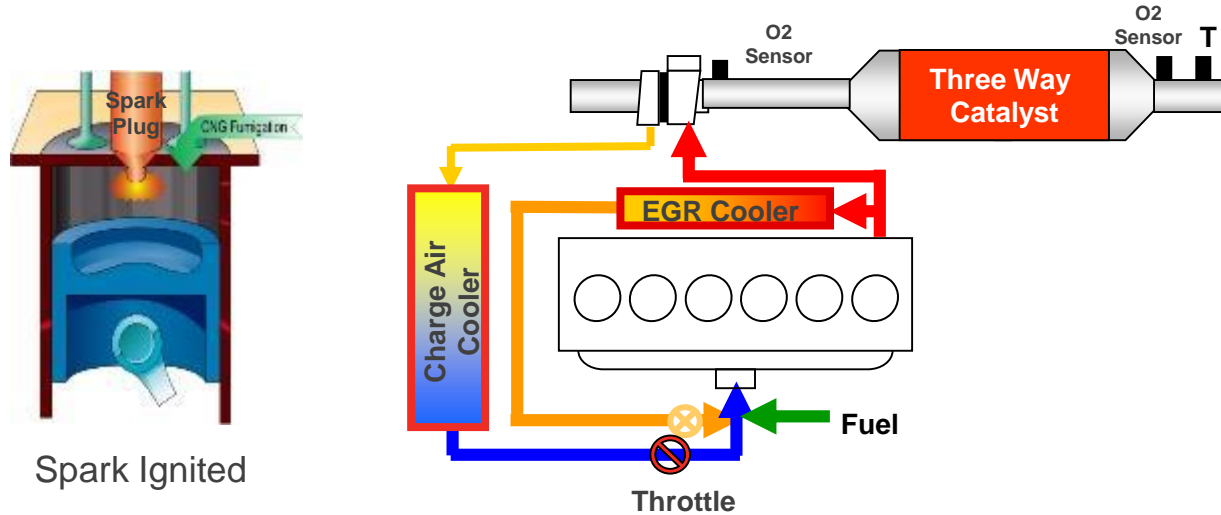 Spark
Plug
CNG Fumigation
Spark Ignited
O2
Sensor
O2
Sensor
T
Three Way
Catalyst
EGR Cooler
Charge Air
Cooler
Fuel
Throttle